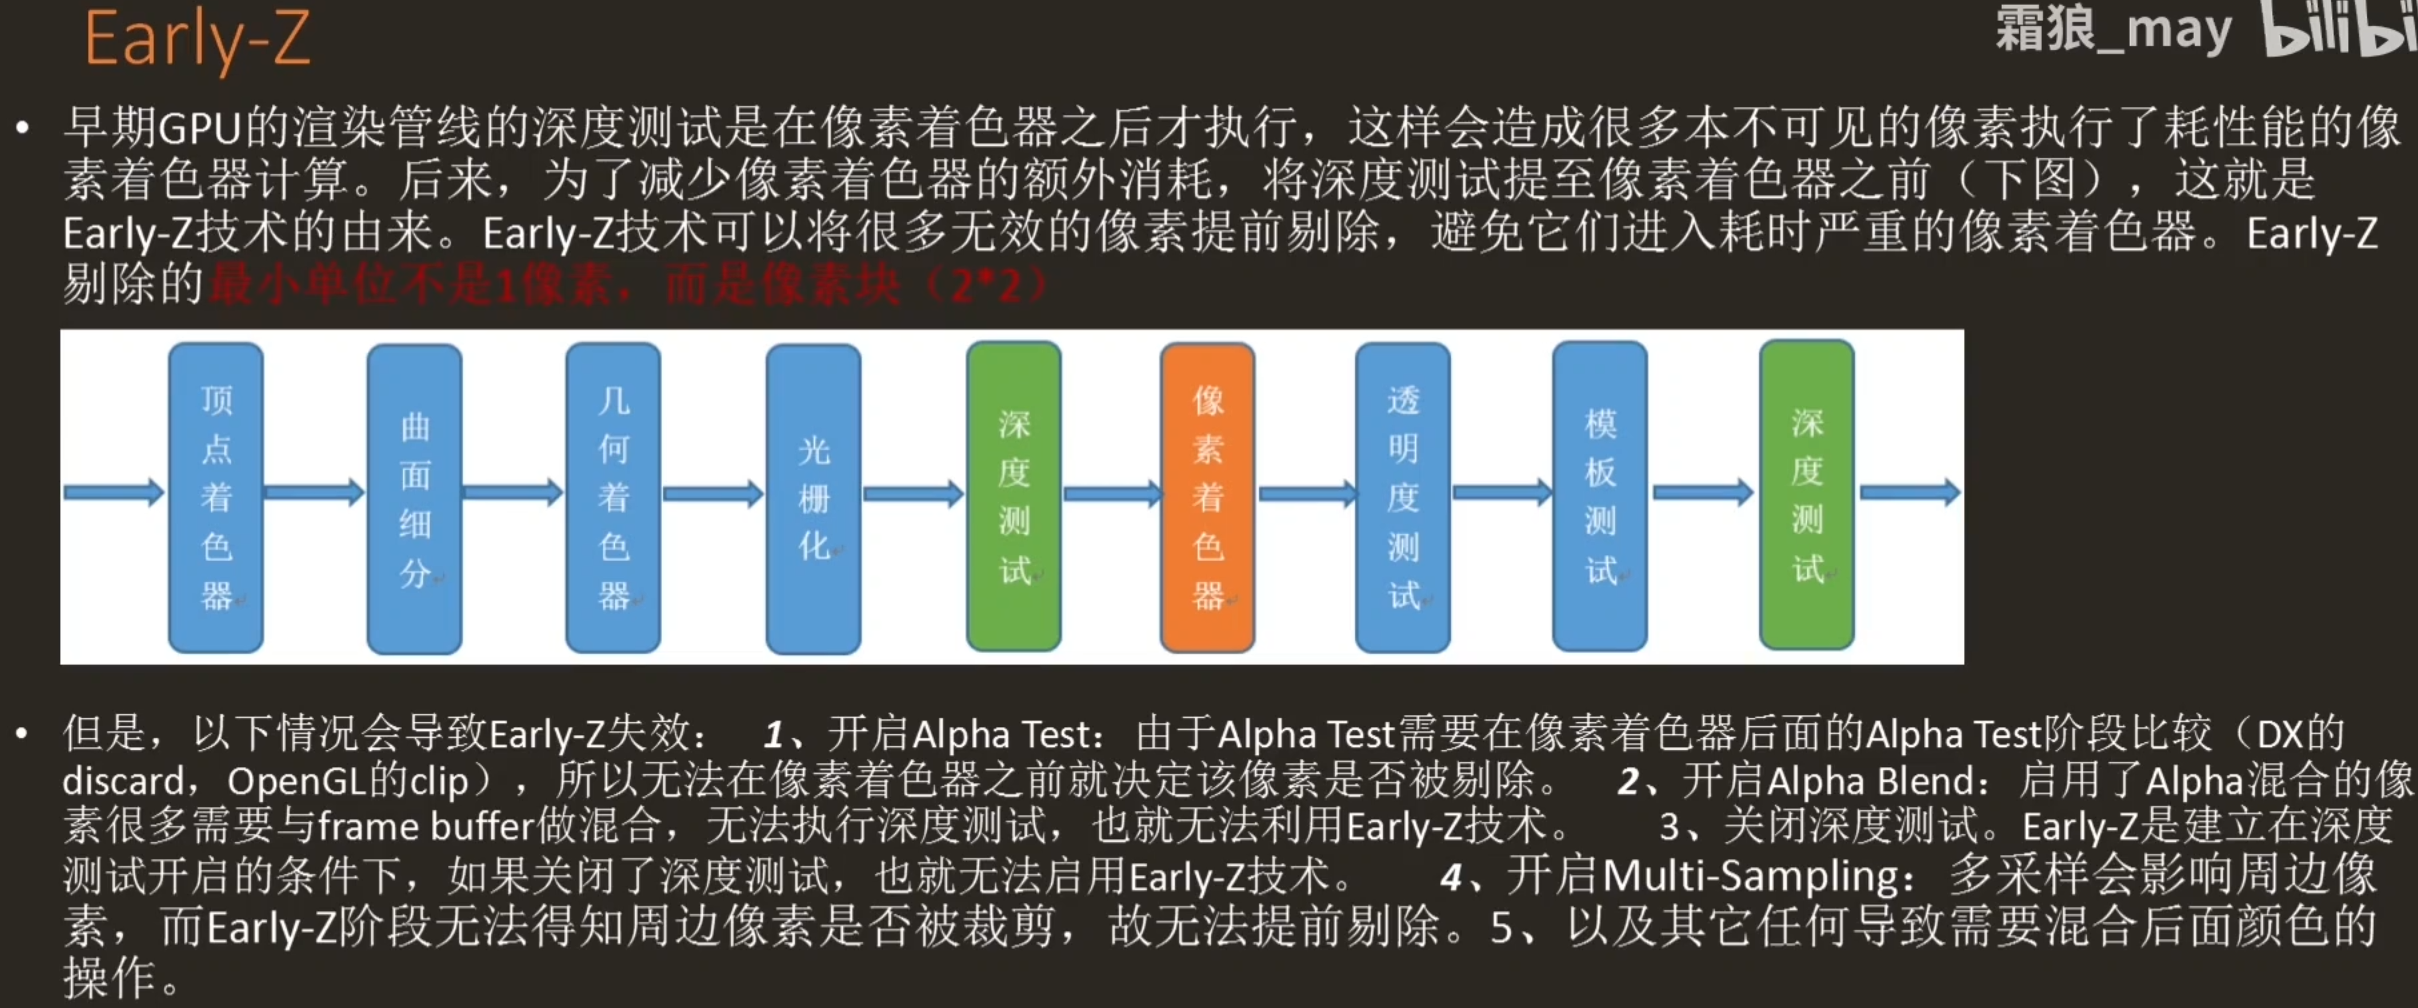 Early-Z
霜狼_may bilibi
• 早期GPU的渲染管线的深度测试是在像素着色器之后才执行，这样会造成很多本不可见的像素执行了耗性能的像
素着色器计算。后来，为了减少像素着色器的额外消耗，将深度测试提至像素着色器之前（下图），这就是
Early-Z技术的由来。Early-Z技术可以将很多无效的像素提前剔除，避免它们进入耗时严重的像素着色器。Early-Z
剔除的最小单位不是1像素，而是像素块（2*2）
顶点着色器
曲面细分
几何着色器
光栅化
深度测试
像素着色器
透明度测试
模板测试
深度测试
• 但是，以下情况会导致Early-Z失效： 1、开启Alpha Test：由于Alpha Test需要在像素着色器后面的Alpha Test阶段比较（DX的
discard，OpenGL的clip），所以无法在像素着色器之前就决定该像素是否被剔除。 2、开启Alpha Blend：启用了Alpha混合的像
素很多需要与frame buffer做混合，无法执行深度测试，也就无法利用Early-Z技术。 3、关闭深度测试。Early-Z是建立在深度
测试开启的条件下，如果关闭了深度测试，也就无法启用Early-Z技术。 4、开启Multi-Sampling：多采样会影响周边像
素，而Early-Z阶段无法得知周边像素是否被裁剪，故无法提前剔除。5、以及其它任何导致需要混合后面颜色的
操作。